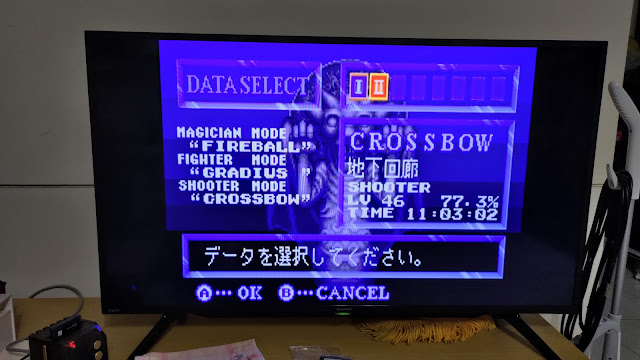 DATA SELECT
I II
MAGICIAN MODE
“FIREBALL”
FIGHTER MODE
“GRADIUS ”
SHOOTER MODE
“CROSSBOW”
CROSSBOW
地下回廊
SHOOTER
LV 46 77.3%
TIME 11:03:02
データを選択してください。
A… OK B… CANCEL